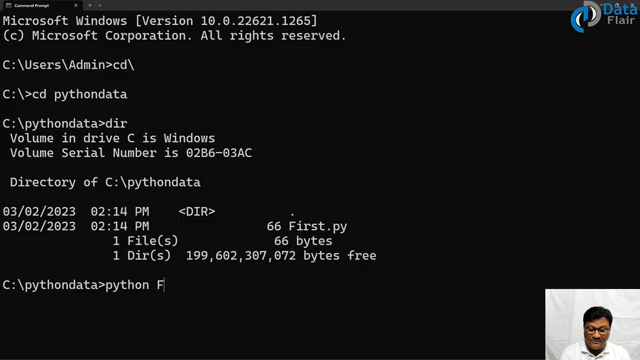 Command Prompt
Data
Flair
Microsoft Windows [Version 10.0.22621.1265]
(c) Microsoft Corporation. All rights reserved.
C:\Users\Admin>cd\
C:\>cd pythondata
C:\pythondata>dir
Volume in drive C is Windows
Volume Serial Number is 02B6-03AC
Directory of C:\pythondata
03/02/2023 02:14 PM <DIR> .
03/02/2023 02:14 PM 66 First.py
1 File(s) 66 bytes
1 Dir(s) 199,602,307,072 bytes free
C:\pythondata>python F